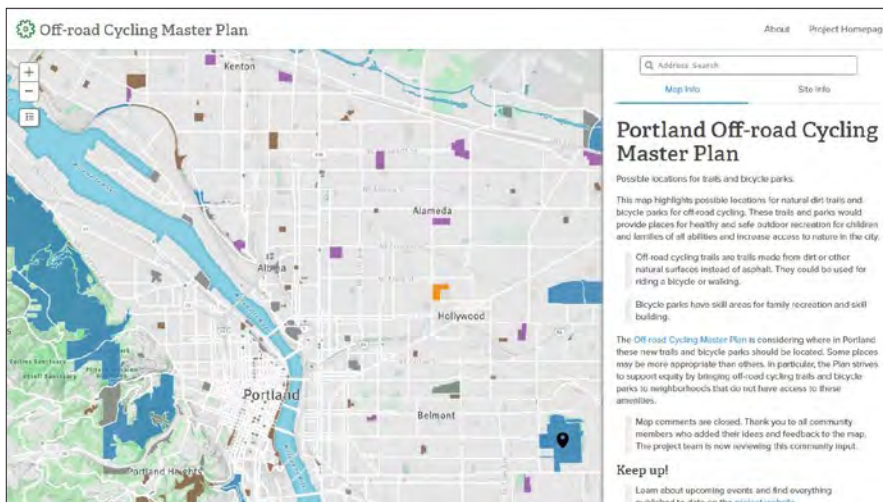 Off-road Cycling Master Plan
About Project Homepag
Address Search
Map Info Site Info
Kenton
Alameda
Albina
Hollywood
Portland
Belmont
Portland Heights
Portland Off-road Cycling
Master Plan
Possible locations for trails and bicycle parks.
This map highlights possible locations for natural dirt trails and
bicycle parks for off-road cycling. These trails and parks would
provide places for healthy and safe outdoor recreation for children
and families of all abilities and increase access to nature in the city.
Off-road cycling trails are trails made from dirt or other
natural surfaces instead of asphalt. They could be used for
riding a bicycle or walking.
Bicycle parks have skill areas for family recreation and skill
building.
The Off-road Cycling Master Plan is considering where in Portland
these new trails and bicycle parks should be located. Some places
may be more appropriate than others. In particular, the Plan strives
to support equity by bringing off-road cycling trails and bicycle
parks to neighborhoods that do not have access to these
amenities.
Map comments are closed. Thank you to all community
members who added their ideas and feedback to the map.
The project team is now reviewing this community input.
Keep up!
Learn about upcoming events and find everything